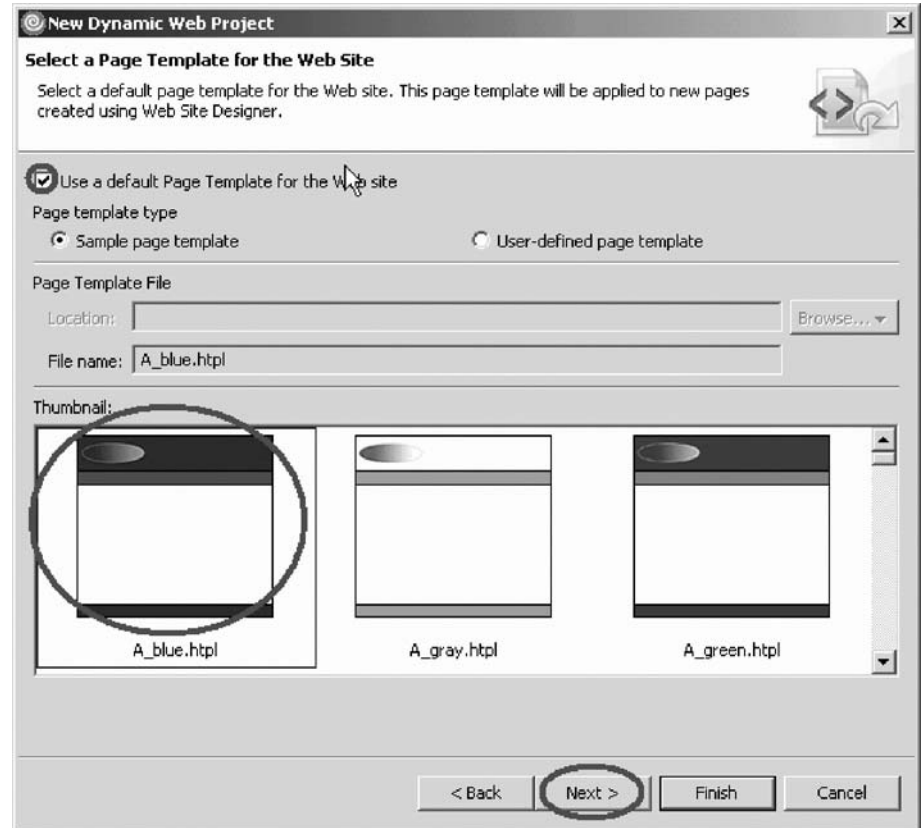 New Dynamic Web Project
Select a Page Template for the Web Site
Select a default page template for the Web site. This page template will be applied to new pages
created using Web Site Designer.
Use a default Page Template for the Web site
Page template type
Sample page template
User-defined page template
Page Template File
Location:
Browse...
File name: A_blue.htpl
Thumbnail:
A_blue.htpl
A_gray.htpl
A_green.htpl
< Back
Next >
Finish
Cancel